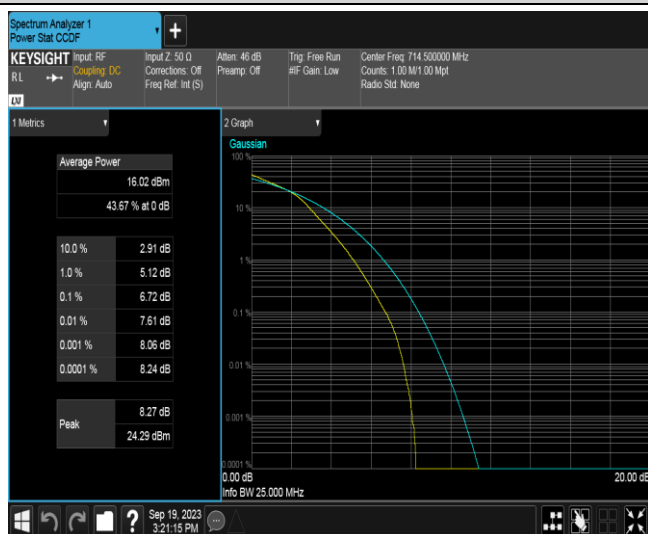 Spectrum Analyzer 1
Power Stat CCDF
KEYSIGHT
RL
LXI
Input: RF
Coupling: DC
Align: Auto
Input Z: 50 Ω
Corrections: Off
Freq Ref: Int (S)
Atten: 46 dB
Preamp: Off
Trig: Free Run
#IF Gain: Low
Center Freq: 714.500000 MHz
Counts: 1.00 M/1.00 Mpt
Radio Std: None
1 Metrics
Average Power
16.02 dBm
43.67 % at 0 dB
10.0 % 2.91 dB
1.0 % 5.12 dB
0.1 % 6.72 dB
0.01 % 7.61 dB
0.001 % 8.06 dB
0.0001 % 8.24 dB
Peak
8.27 dB
24.29 dBm
2 Graph
Gaussian
100 %
10 %
1 %
0.1 %
0.01 %
0.001 %
0.0001 %
0.00 dB
20.00 dB
Info BW 25.000 MHz
?
Sep 19, 2023
3:21:15 PM